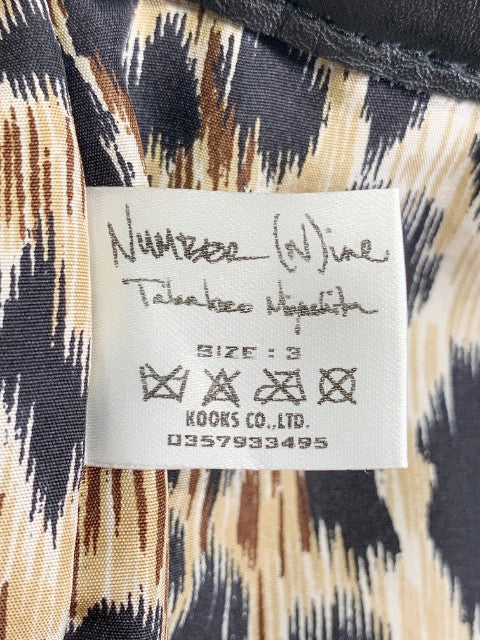 NUMBER (N)ine
Takahiro Miyashita
SIZE : 3
KOOKS CO.,LTD.
0357933495